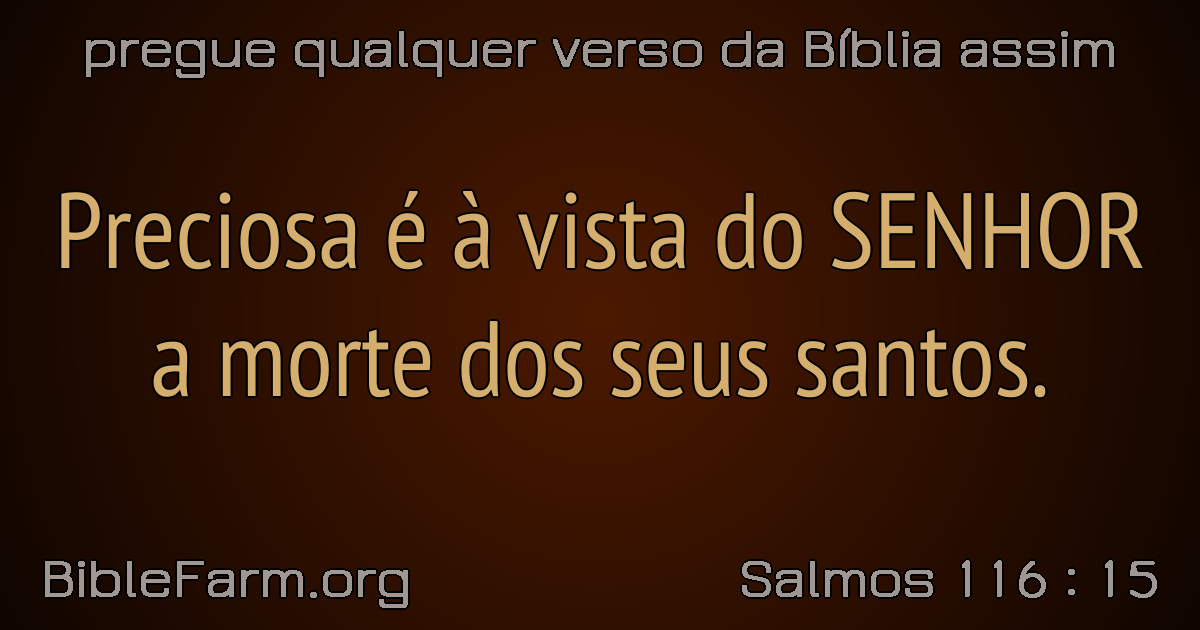 pregue qualquer verso da Bíblia assim
Preciosa é à vista do SENHOR
a morte dos seus santos.
BibleFarm.org
Salmos 116 : 15